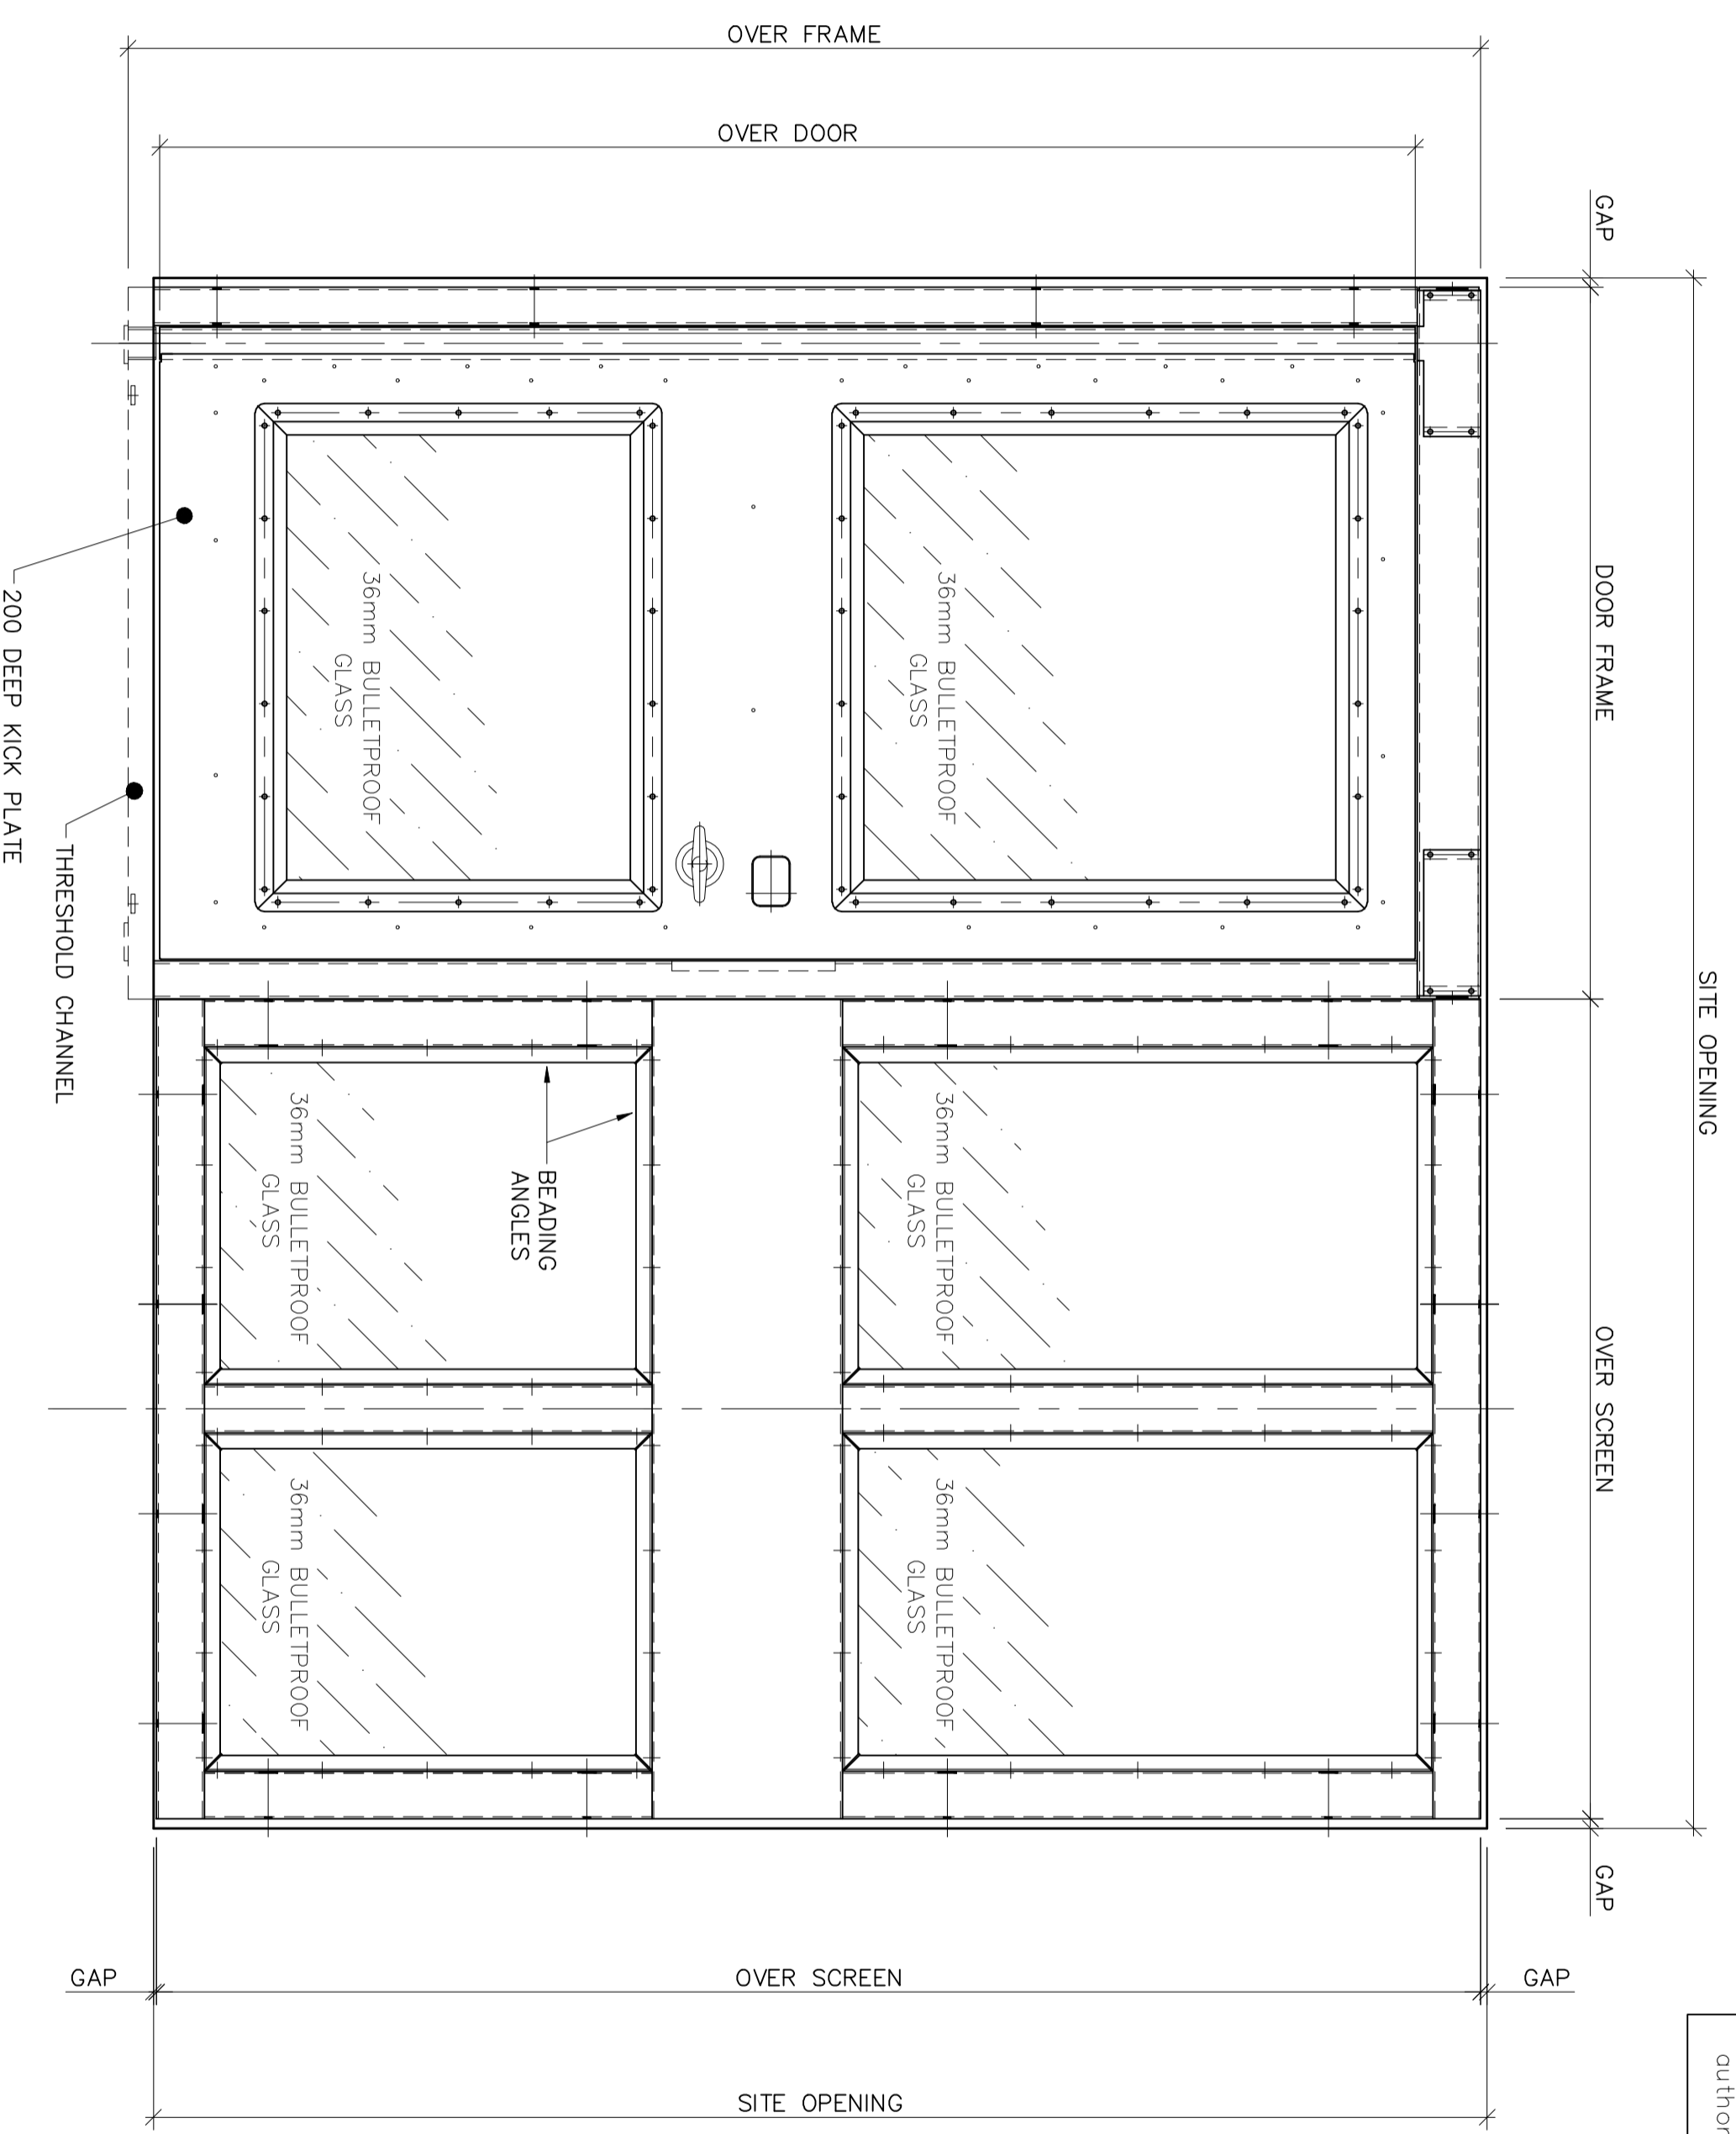 SITE OPENING
GAP
DOOR FRAME
OVER SCREEN
GAP
OVER FRAME
OVER DOOR
36mm BULLETPROOF
GLASS
36mm BULLETPROOF
GLASS
36mm BULLETPROOF
GLASS
36mm BULLETPROOF
GLASS
BEADING
ANGLES
36mm BULLETPROOF
GLASS
36mm BULLETPROOF
GLASS
THRESHOLD CHANNEL
200 DEEP KICK PLATE
GAP
OVER SCREEN
GAP
SITE OPENING
author